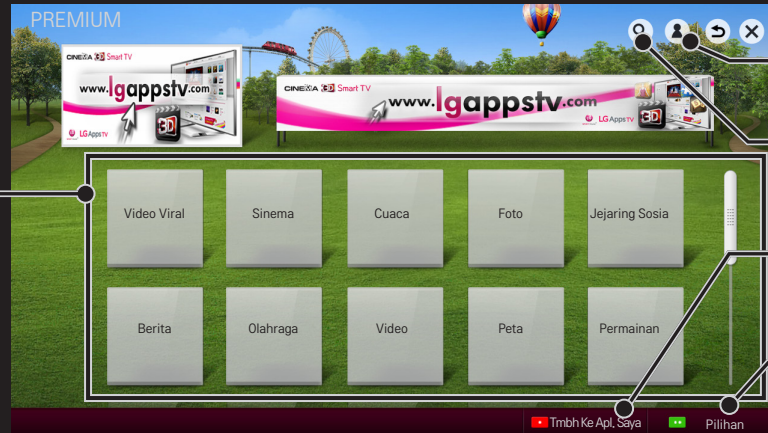 PREMIUM
CINEMA 3D Smart TV
www.lgappstv.com
3D
LG Apps TV
CINEMA 3D Smart TV
www.lgappstv.com
3D
LG Apps TV
Video Viral
Sinema
Cuaca
Foto
Jejaring Sosia
Berita
Olahraga
Video
Peta
Permainan
Tmbh Ke Apl. Saya
Pilihan